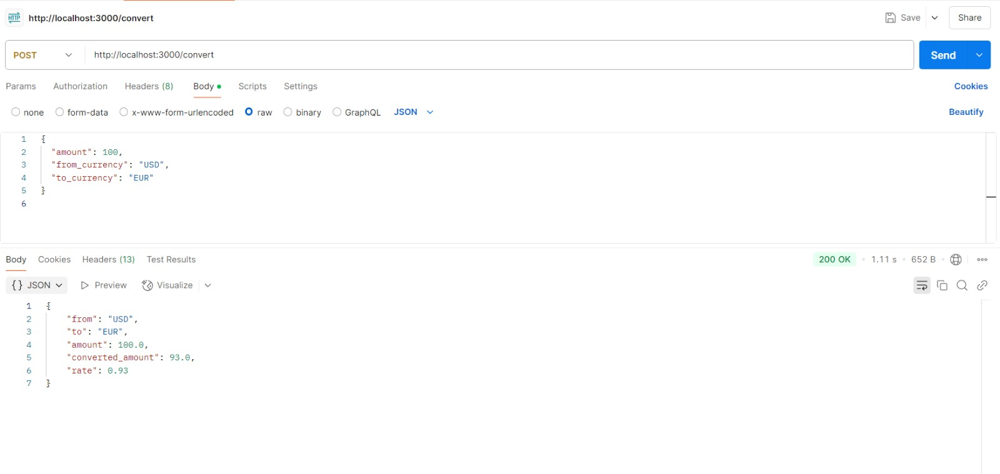 HTTP http://localhost:3000/convert Save Share
POST http://localhost:3000/convert Send
Params Authorization Headers (8) Body Scripts Settings Cookies
none form-data x-www-form-urlencoded raw binary GraphQL JSON Beautify
1 {
2 "amount": 100,
3 "from_currency": "USD",
4 "to_currency": "EUR"
5 }
6
Body Cookies Headers (13) Test Results 200 OK • 1.11 s • 652 B •
{} JSON Preview Visualize
1 {
2 "from": "USD",
3 "to": "EUR",
4 "amount": 100.0,
5 "converted_amount": 93.0,
6 "rate": 0.93
7 }